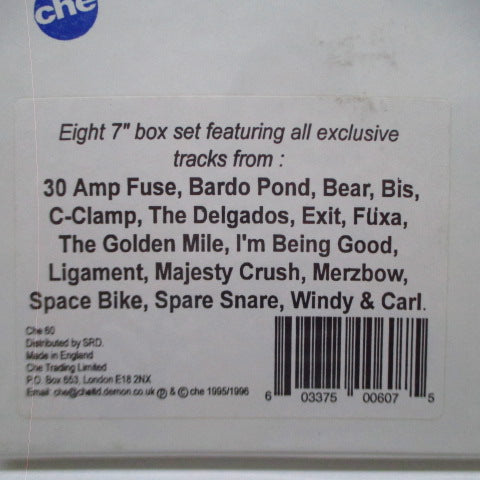 che
Eight 7" box set featuring all exclusive
tracks from :
30 Amp Fuse, Bardo Pond, Bear, Bis,
C-Clamp, The Delgados, Exit, Füxa,
The Golden Mile, I'm Being Good,
Ligament, Majesty Crush, Merzbow,
Space Bike, Spare Snare, Windy & Carl.
Che 60
Distributed by SRD.
Made in England
Che Trading Limited
P.O. Box 653, London E18 2NX
Email: che@cheltd.demon.co.uk ℗ & © che 1995/1996
6 03375 00607 5